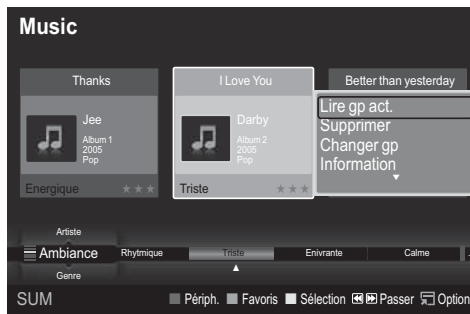 Music
Thanks
I Love You
Better than yesterday
Jee
Album 1
2005
Pop
Energique
Darby
Album 2
2005
Pop
Triste
Lire gp act.
Supprimer
Changer gp
Information
Artiste
Ambiance
Rhytmique
Triste
Enivrante
Calme
Genre
SUM
Périph.
Favoris
Sélection
Passer
Option